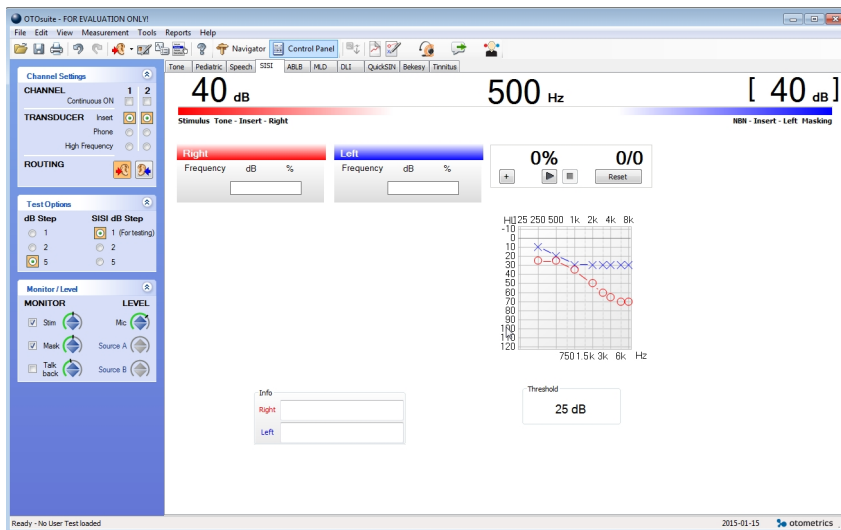 OTOsuite - FOR EVALUATION ONLY!
File Edit View Measurement Tools Reports Help
Navigator Control Panel
Tone Pediatric Speech SISI ABLB MLD DLI QuickSIN Bekesy Tinnitus
Channel Settings
CHANNEL 1 2
Continuous ON
TRANSDUCER Insert
Phone
High Frequency
ROUTING
Test Options
dB Step SISI dB Step
1 1 (For testing)
2 2
5 5
Monitor / Level
MONITOR LEVEL
Stim Mic
Mask Source A
Talk back Source B
40 dB 500 Hz [ 40 dB ]
Stimulus Tone - Insert - Right NBN - Insert - Left Masking
Right Left
Frequency dB % Frequency dB %
0% 0/0
+ Reset
HL 125 250 500 1k 2k 4k 8k
-10
0
10
20
30
40
50
60
70
80
90
100
110
120
750 1.5k 3k 6k Hz
Info
Right
Left
Threshold
25 dB
Ready - No User Test loaded 2015-01-15 otometrics